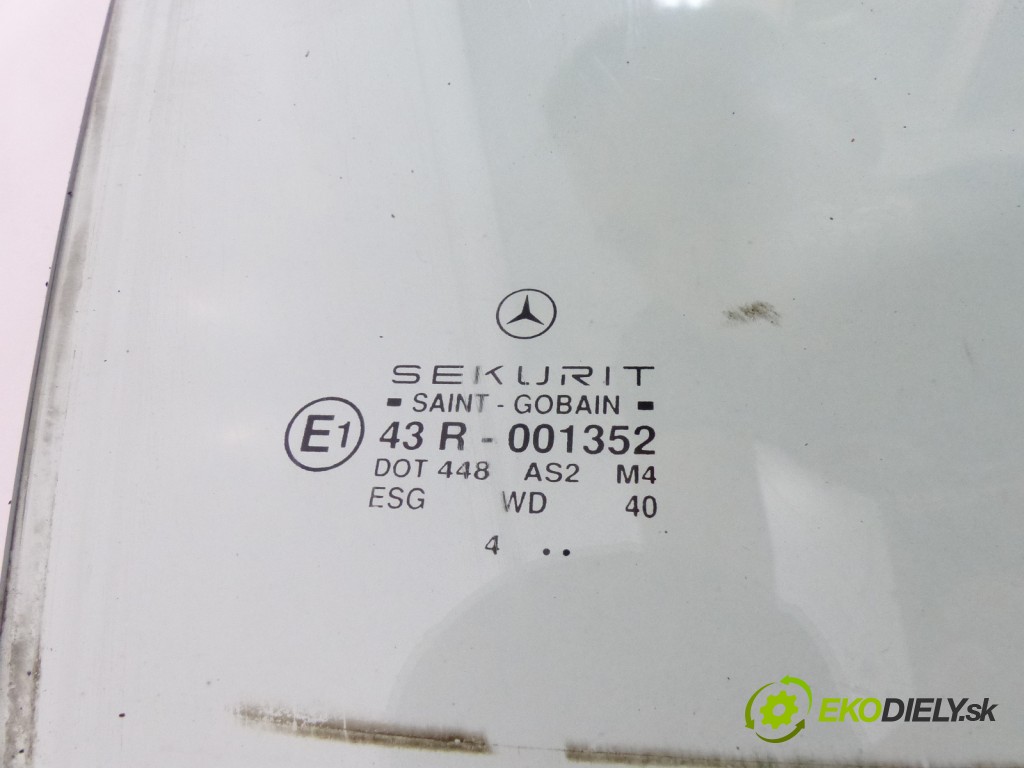 SEKURIT
SAINT - GOBAIN
E1 43 R - 001352
DOT 448 AS2 M4
ESG WD 40
4 ..
EKODIELY.sk